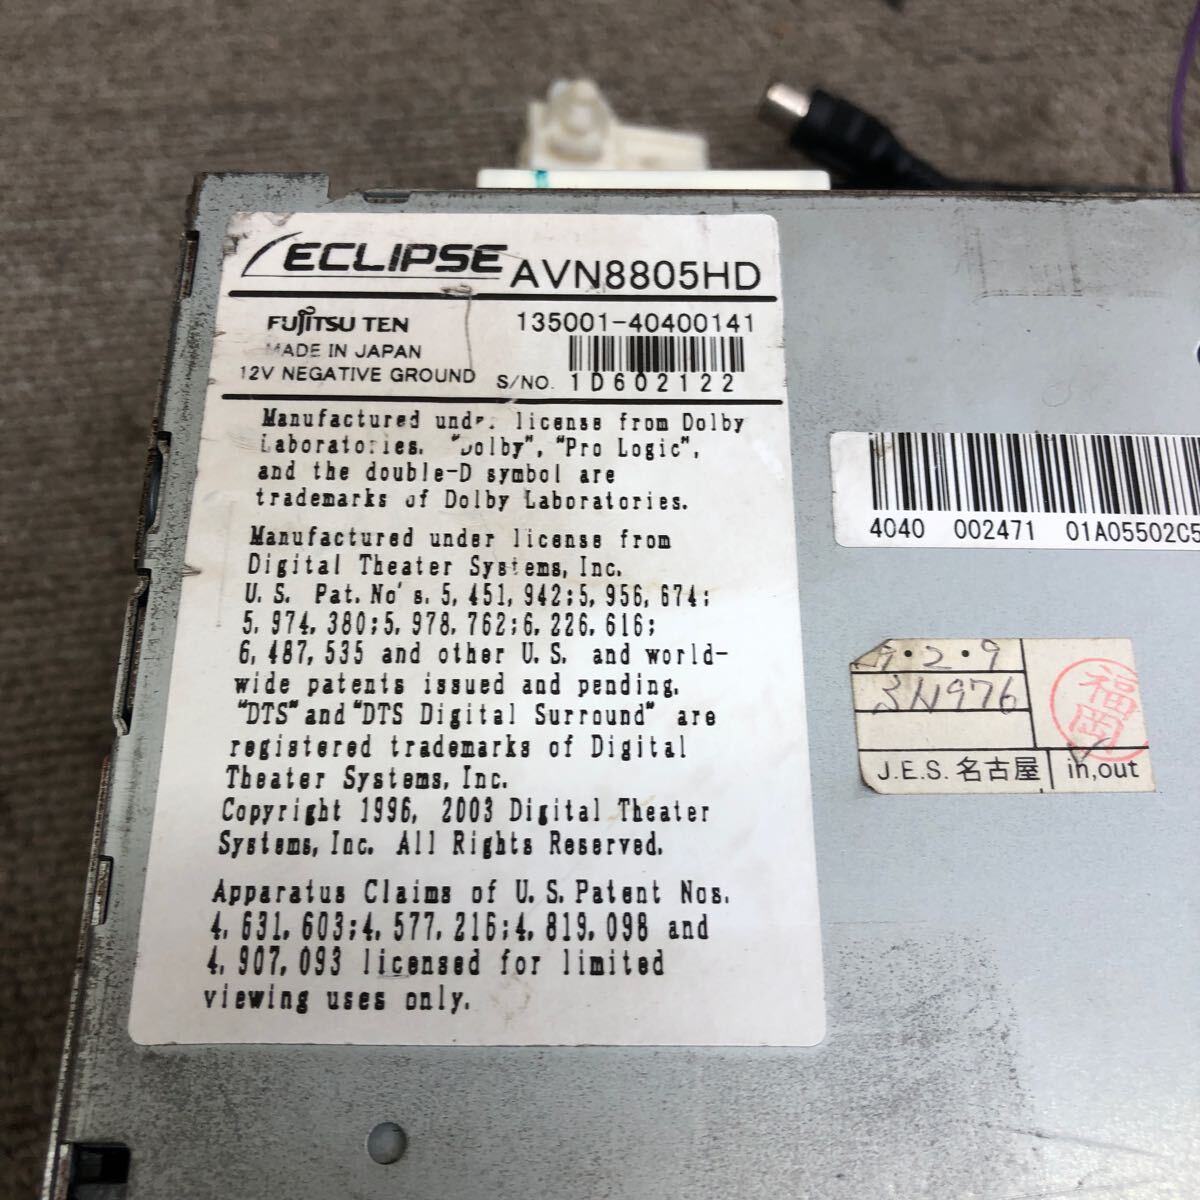 ECLIPSE AVN8805HD
FUJITSU TEN 135001-40400141
MADE IN JAPAN
12V NEGATIVE GROUND S/NO. 1D602122
Manufactured under license from Dolby
Laboratories. "Dolby", "Pro Logic",
and the double-D symbol are
trademarks of Dolby Laboratories.
Manufactured under license from
Digital Theater Systems, Inc.
U.S. Pat.No's. 5,451,942;5,956,674;
5,974,380;5,978,762;6,226,616;
6,487,535 and other U.S. and world-
wide patents issued and pending.
"DTS" and "DTS Digital Surround" are
registered trademarks of Digital
Theater Systems, Inc.
Copyright 1996, 2003 Digital Theater
Systems, Inc. All Rights Reserved.
Apparatus Claims of U.S. Patent Nos.
4,631,603;4,577,216;4,819,098 and
4,907,093 licensed for limited
viewing uses only.
4040 002471 01A05502C5
・2・9
976
福岡
J.E.S.名古屋 in,out